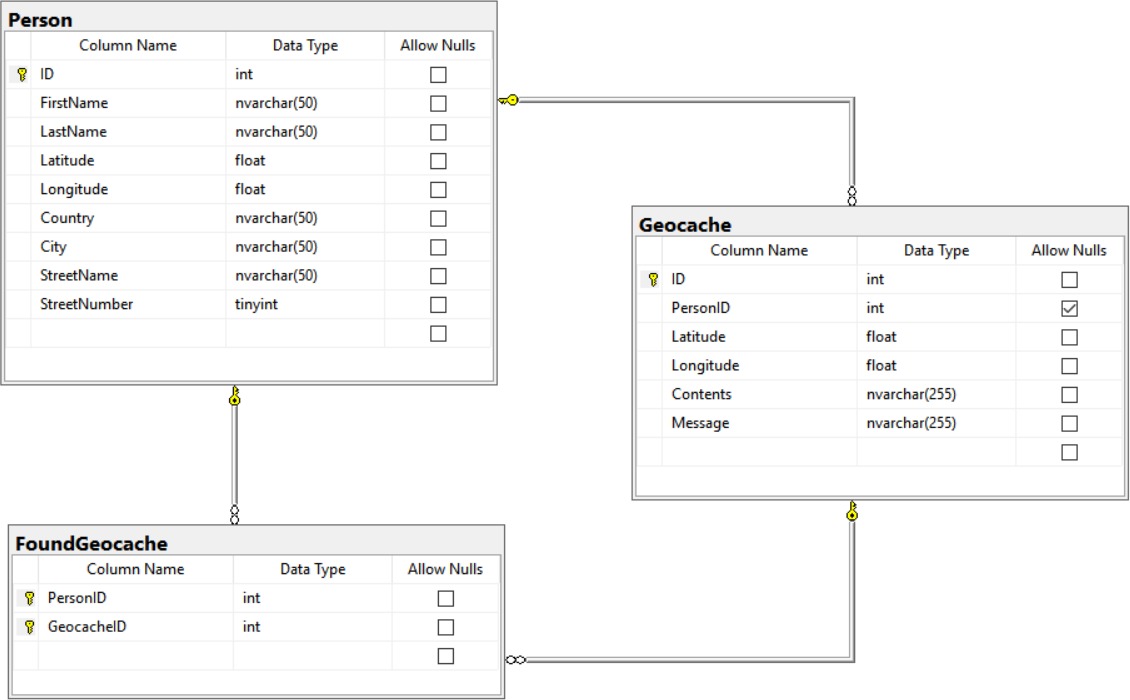 Person
Column Name Data Type Allow Nulls
ID int
FirstName nvarchar(50)
LastName nvarchar(50)
Latitude float
Longitude float
Country nvarchar(50)
City nvarchar(50)
StreetName nvarchar(50)
StreetNumber tinyint
Geocache
Column Name Data Type Allow Nulls
ID int
PersonID int
Latitude float
Longitude float
Contents nvarchar(255)
Message nvarchar(255)
FoundGeocache
Column Name Data Type Allow Nulls
PersonID int
GeocacheID int